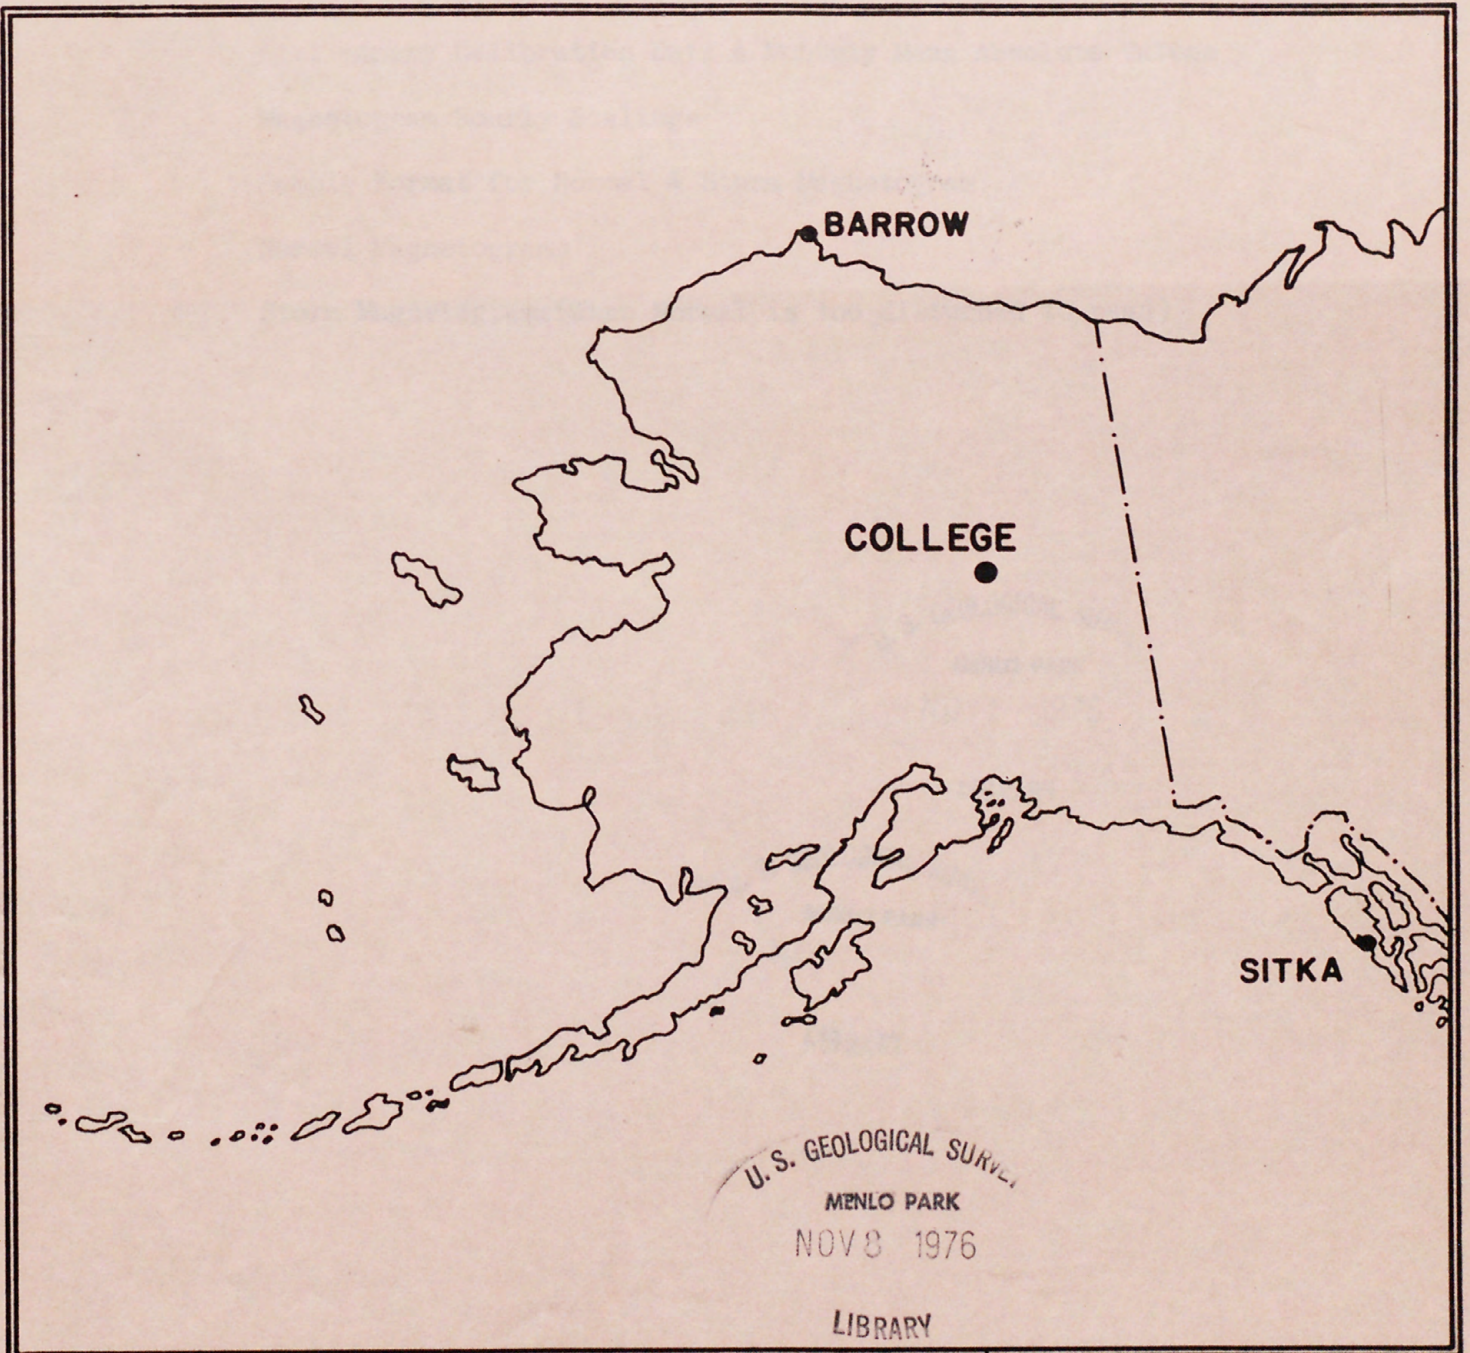 BARROW
COLLEGE
SITKA
U. S. GEOLOGICAL SURVEY
MENLO PARK
NOV 8 1976
LIBRARY